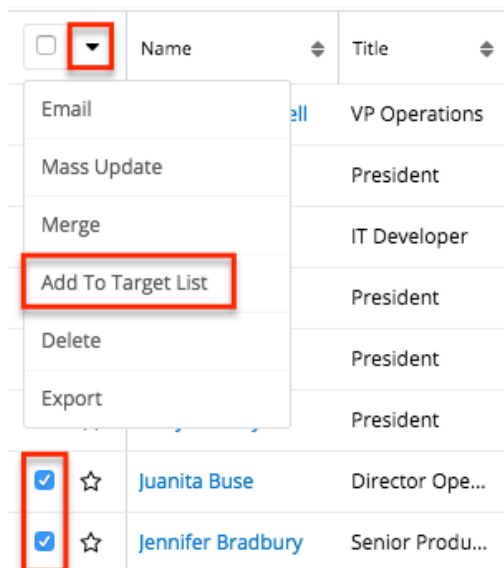 Name Title
Email
ell VP Operations
Mass Update
President
Merge
IT Developer
Add To Target List
President
Delete
President
Export
President
Juanita Buse Director Ope...
Jennifer Bradbury Senior Produ...